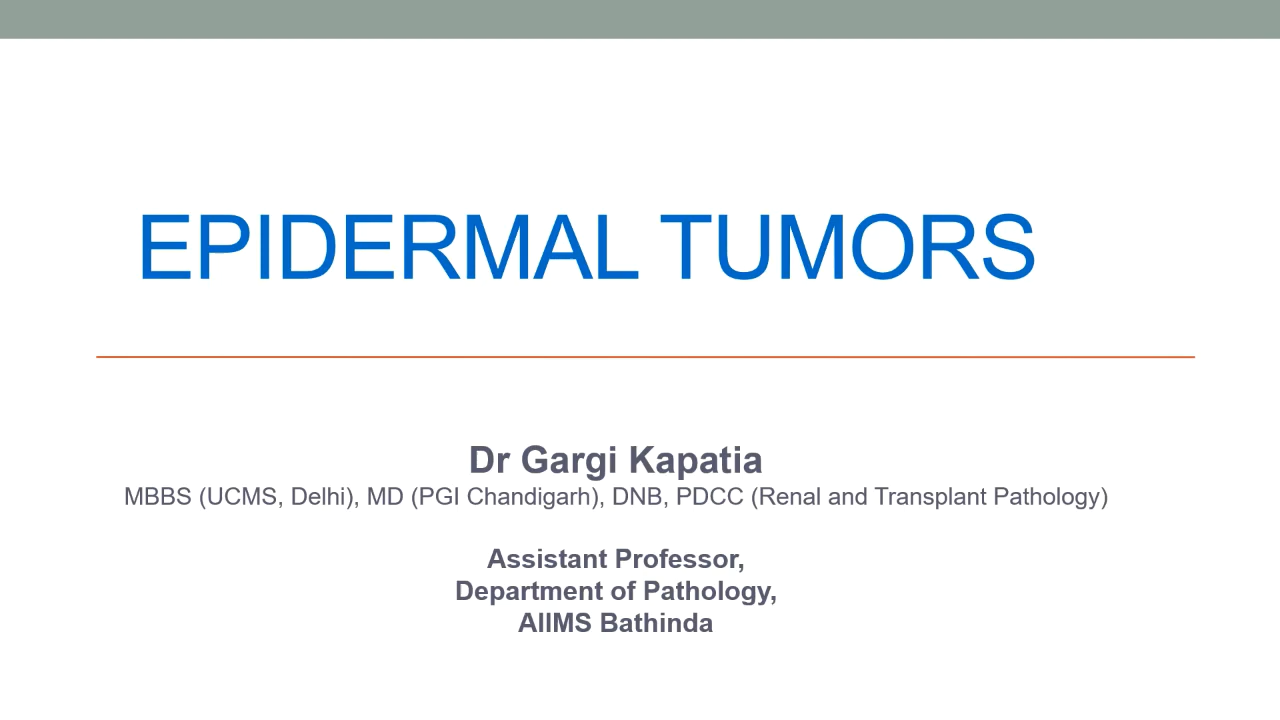 EPIDERMAL TUMORS
Dr Gargi Kapatia
MBBS (UCMS, Delhi), MD (PGI Chandigarh), DNB, PDCC (Renal and Transplant Pathology)
Assistant Professor,
Department of Pathology,
AIIMS Bathinda